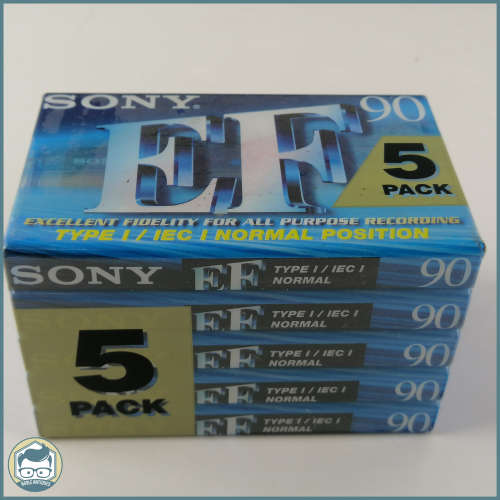 SONY®
EF 90
5
PACK
EXCELLENT FIDELITY FOR ALL PURPOSE RECORDING
TYPE I / IEC I NORMAL POSITION
SONY EF TYPE I / IEC I
NORMAL 90
EF TYPE I / IEC I
NORMAL 90
EF TYPE I / IEC I
NORMAL 90
EF TYPE I / IEC I
NORMAL 90
EF TYPE I / IEC I
NORMAL 90
5
PACK